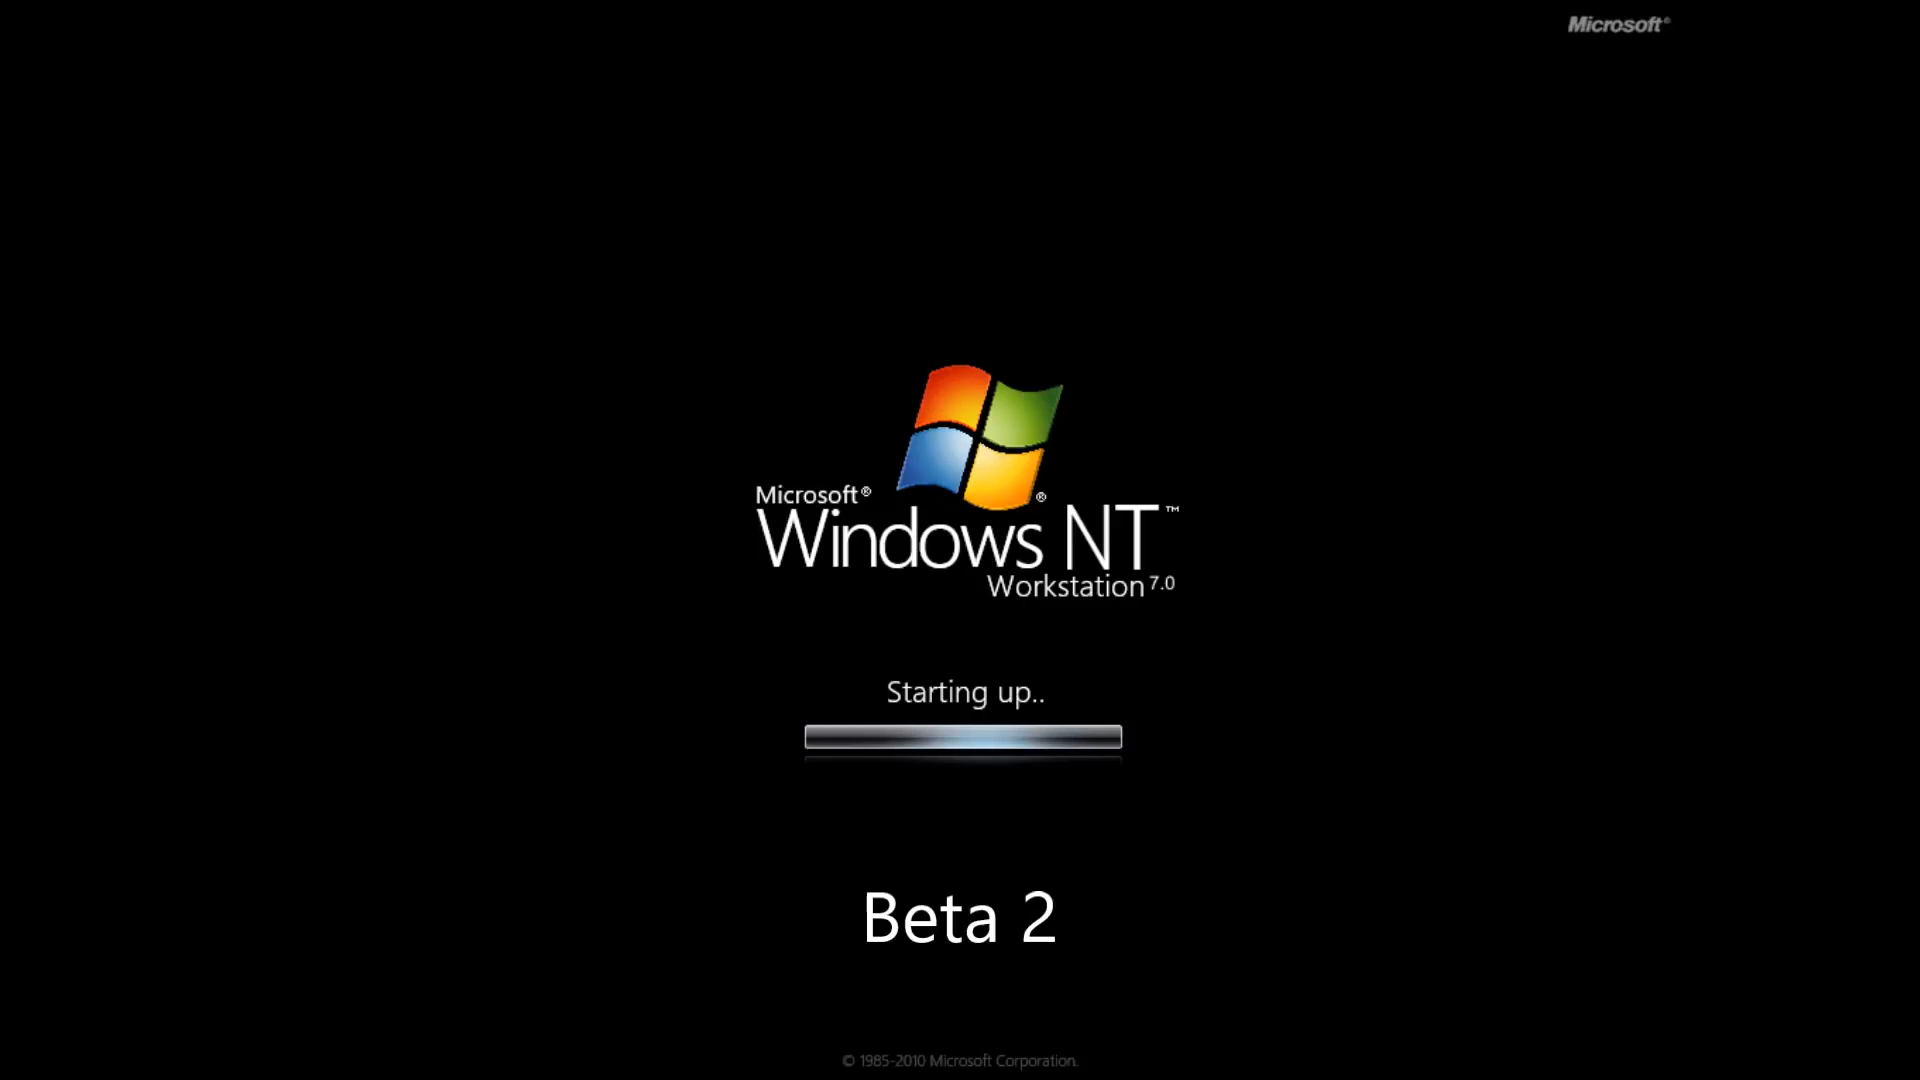 Microsoft®
Microsoft®
®
Windows NT™
Workstation 7.0
Starting up..
Beta 2
© 1985-2010 Microsoft Corporation.